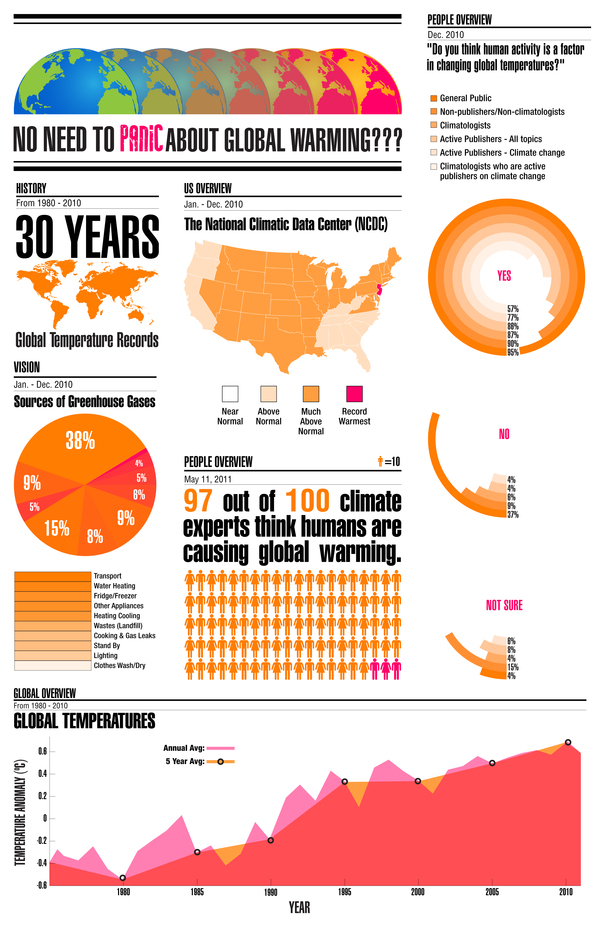 NO NEED TO PANIC ABOUT GLOBAL WARMING???
HISTORY
From 1980 - 2010
30 YEARS
Global Temperature Records
VISION
Jan. - Dec. 2010
Sources of Greenhouse Gases
38%
4%
5%
8%
9%
8%
15%
5%
9%
Transport
Water Heating
Fridge/Freezer
Other Appliances
Heating Cooling
Wastes (Landfill)
Cooking & Gas Leaks
Stand By
Lighting
Clothes Wash/Dry
US OVERVIEW
Jan. - Dec. 2010
The National Climatic Data Center (NCDC)
Near
Normal
Above
Normal
Much
Above
Normal
Record
Warmest
PEOPLE OVERVIEW
=10
May 11, 2011
97 out of 100 climate
experts think humans are
causing global warming.
PEOPLE OVERVIEW
Dec. 2010
"Do you think human activity is a factor
in changing global temperatures?"
General Public
Non-publishers/Non-climatologists
Climatologists
Active Publishers - All topics
Active Publishers - Climate change
Climatologists who are active
publishers on climate change
YES
57%
77%
88%
87%
90%
95%
NO
4%
4%
6%
9%
37%
NOT SURE
8%
4%
15%
4%
GLOBAL OVERVIEW
From 1980 - 2010
GLOBAL TEMPERATURES
Annual Avg:
5 Year Avg:
TEMPERATURE ANOMALY (°C)
0.6
0.4
0.2
0
-0.2
-0.4
-0.6
1980
1985
1990
1995
2000
2005
2010
YEAR